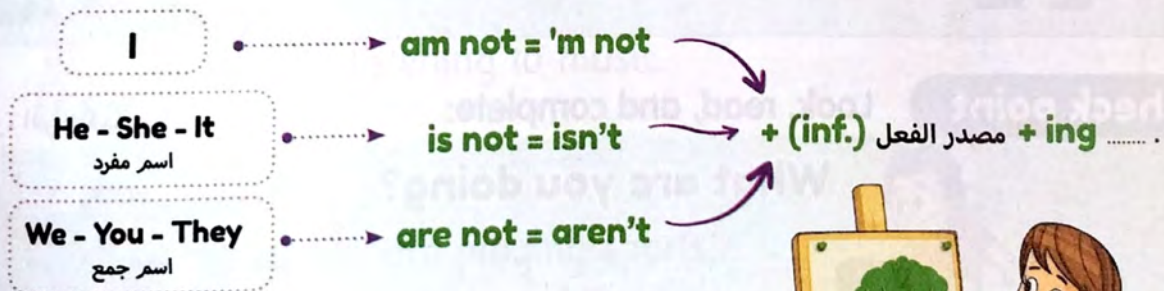 I am not = 'm not
He - She - It
اسم مفرد
is not = isn't + (inf.) مصدر الفعل + ing ........ .
We - You - They
اسم جمع
are not = aren't